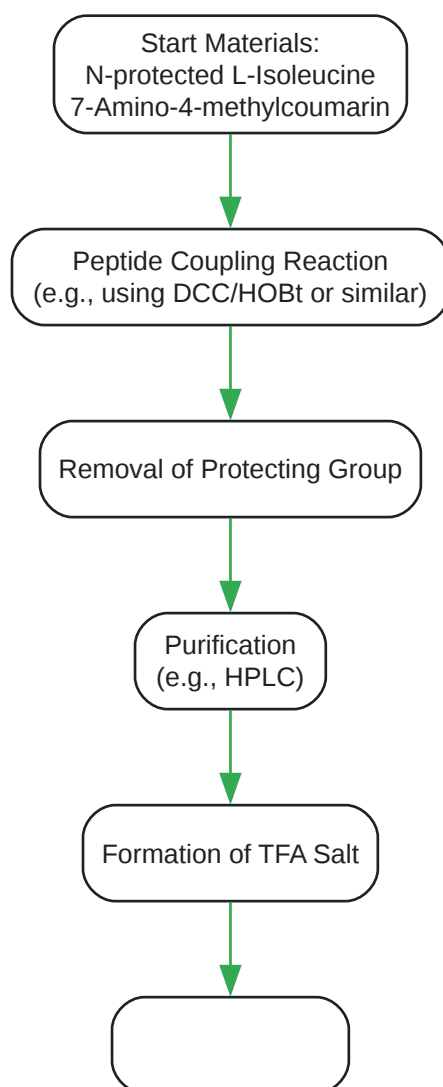 Start Materials:
N-protected L-Isoleucine
7-Amino-4-methylcoumarin
Peptide Coupling Reaction
(e.g., using DCC/HOBt or similar)
Removal of Protecting Group
Purification
(e.g., HPLC)
Formation of TFA Salt